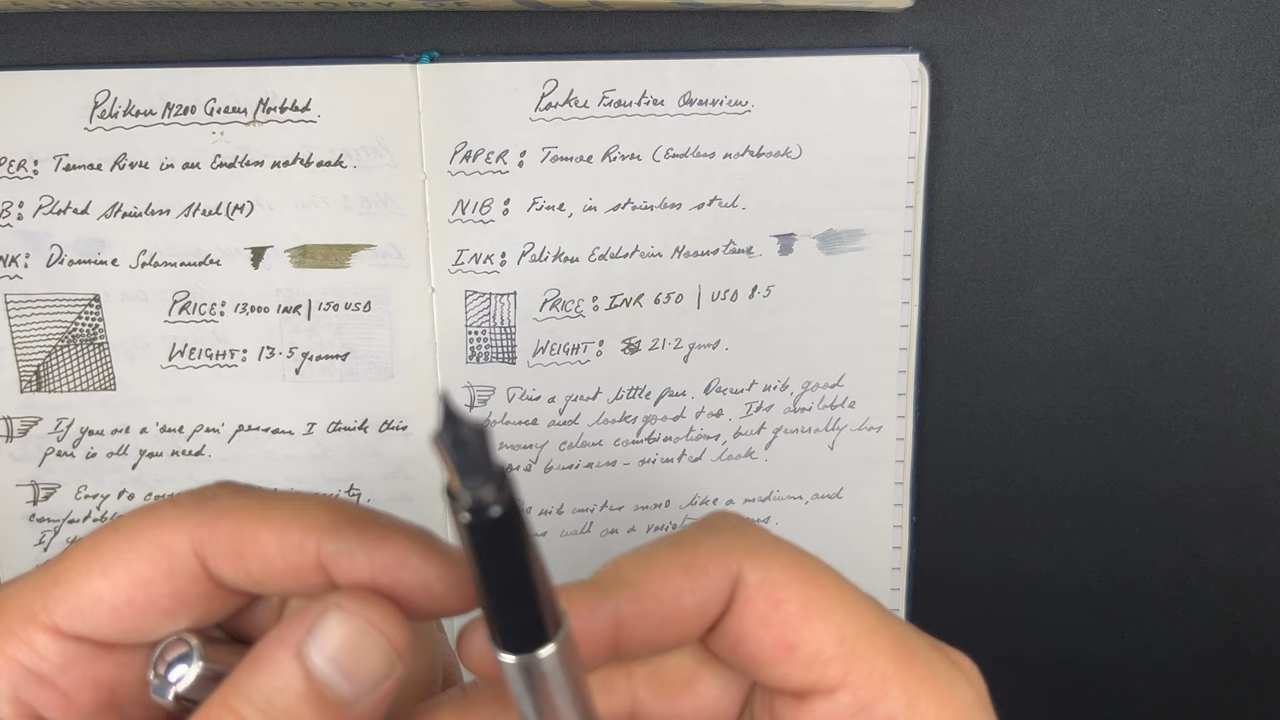 A SHORT HISTORY OF
Pelikan M200 Green Marbled.
PER: Tomoe River in an Endless notebook.
B: Plated Stainless Steel (M)
NK: Diamine Salamander
PRICE: 13,000 INR | 150 USD
WEIGHT: 13.5 grams
If you are a 'one pen' person I think this
pen is all you need.
Easy to
comfortable
If
Parker Frontier Overview.
PAPER: Tomoe River (Endless notebook)
NIB: Fine, in stainless steel.
INK: Pelikan Edelstein Moonstone.
PRICE: INR 650 | USD 8.5
WEIGHT: 21.2 gms.
This a great little pen. Decent nib, good
balance and looks good too. Its available
many colour combinations, but generally has
business-oriented look.
nib writes more like a medium, and
well on a